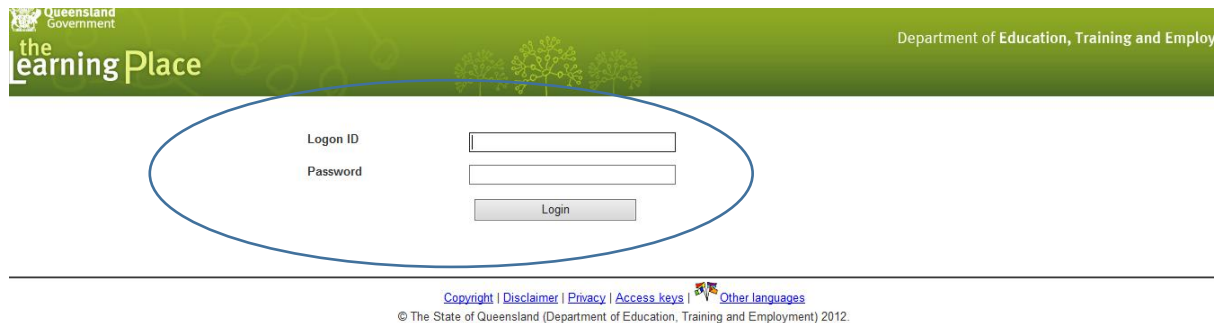 Queensland
Government
the
Learning Place
Department of Education, Training and Employ
Logon ID
Password
Login
Copyright | Disclaimer | Privacy | Access keys | Other languages
© The State of Queensland (Department of Education, Training and Employment) 2012.